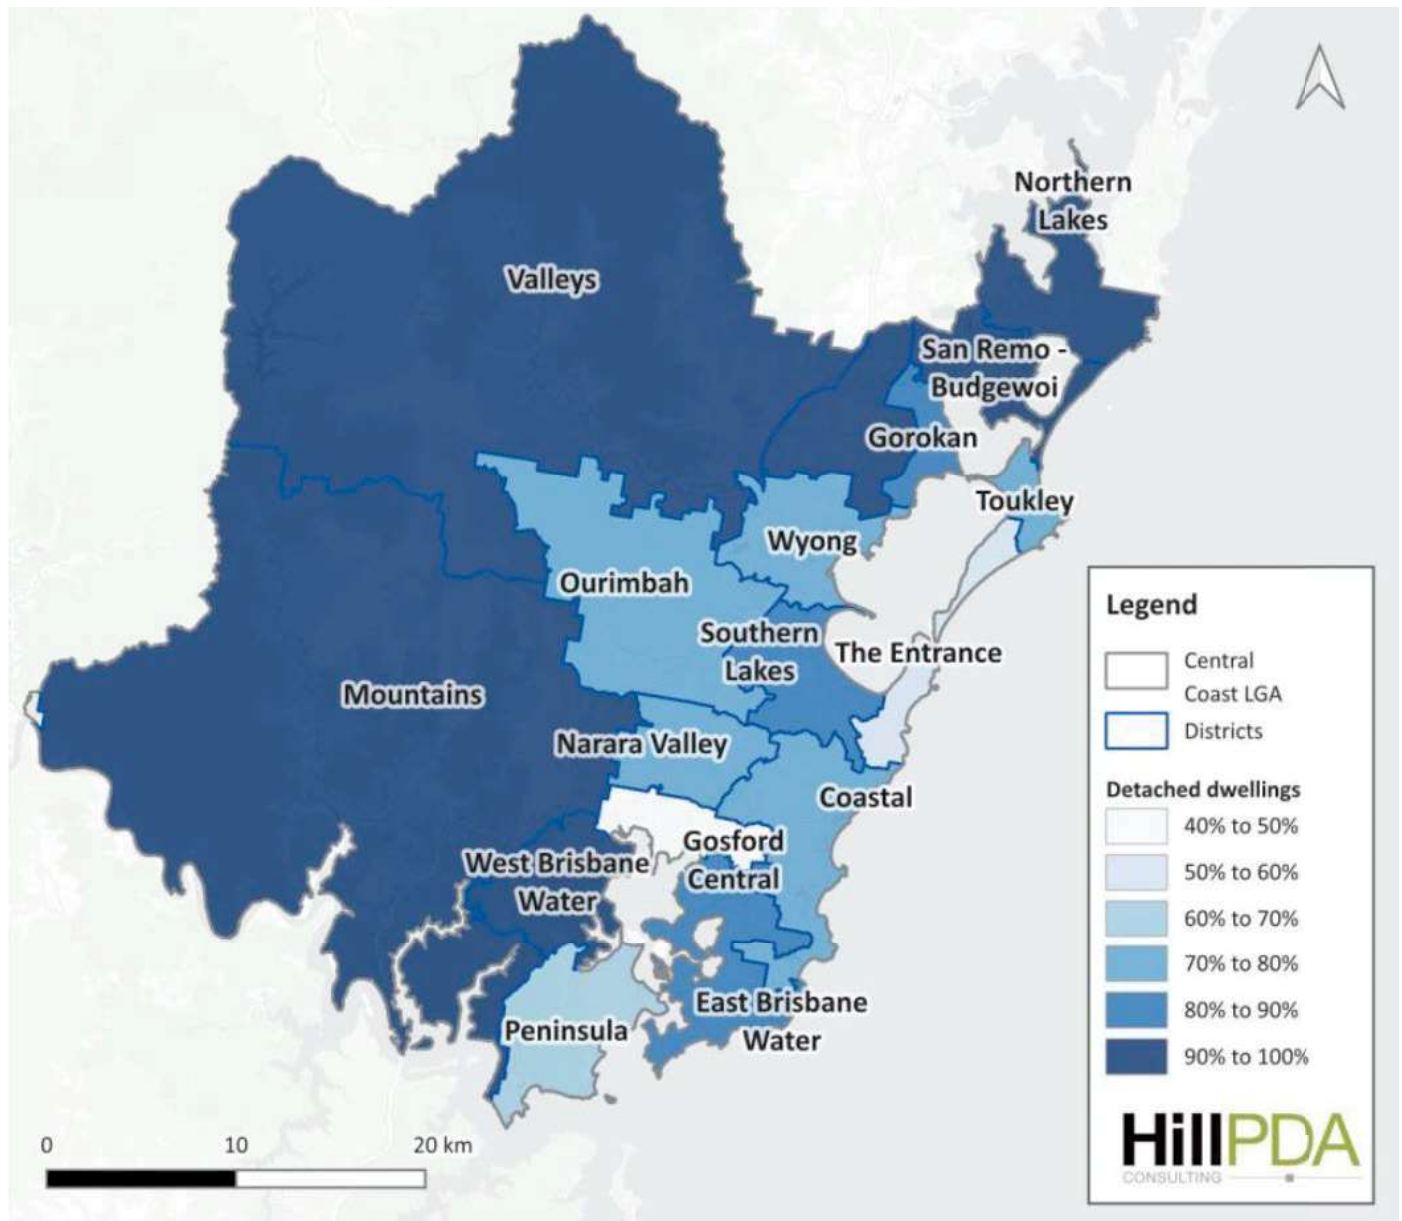 Northern
Lakes
Valleys
San Remo -
Budgewoi
Gorokan
Toukley
Wyong
Ourimbah
Southern
Lakes
The Entrance
Mountains
Narara Valley
Coastal
Gosford
Central
West Brisbane
Water
East Brisbane
Water
Peninsula
0 10 20 km
Legend
Central
Coast LGA
Districts
Detached dwellings
40% to 50%
50% to 60%
60% to 70%
70% to 80%
80% to 90%
90% to 100%
HillPDA
CONSULTING